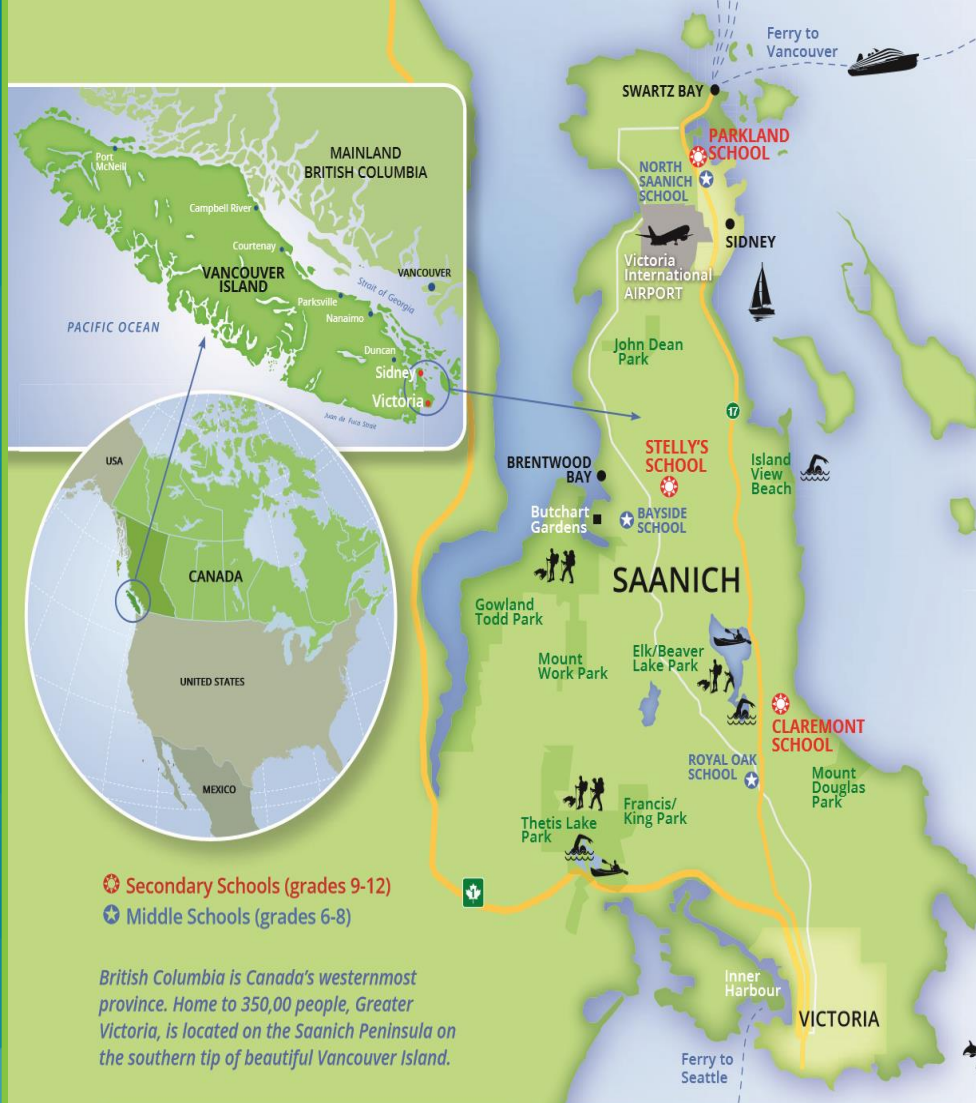 Ferry to
Vancouver
SWARTZ BAY
PARKLAND
SCHOOL
NORTH
SAANICH
SCHOOL
SIDNEY
Victoria
International
AIRPORT
John Dean
Park
17
STELLY'S
SCHOOL
BRENTWOOD
BAY
Island
View
Beach
Butchart
Gardens
BAYSIDE
SCHOOL
SAANICH
Gowland
Todd Park
Mount
Work Park
Elk/Beaver
Lake Park
CLAREMONT
SCHOOL
ROYAL OAK
SCHOOL
Mount
Douglas
Park
Francis/
King Park
Thetis Lake
Park
1
Inner
Harbour
VICTORIA
Ferry to
Seattle
MAINLAND
BRITISH COLUMBIA
Port
McNeill
Campbell River
Courtenay
VANCOUVER
ISLAND
VANCOUVER
Strait of Georgia
Parksville
Nanaimo
PACIFIC OCEAN
Duncan
Sidney
Victoria
Juan de Fuca Strait
USA
CANADA
UNITED STATES
MEXICO
Secondary Schools (grades 9-12)
Middle Schools (grades 6-8)
British Columbia is Canada's westernmost
province. Home to 350,00 people, Greater
Victoria, is located on the Saanich Peninsula on
the southern tip of beautiful Vancouver Island.